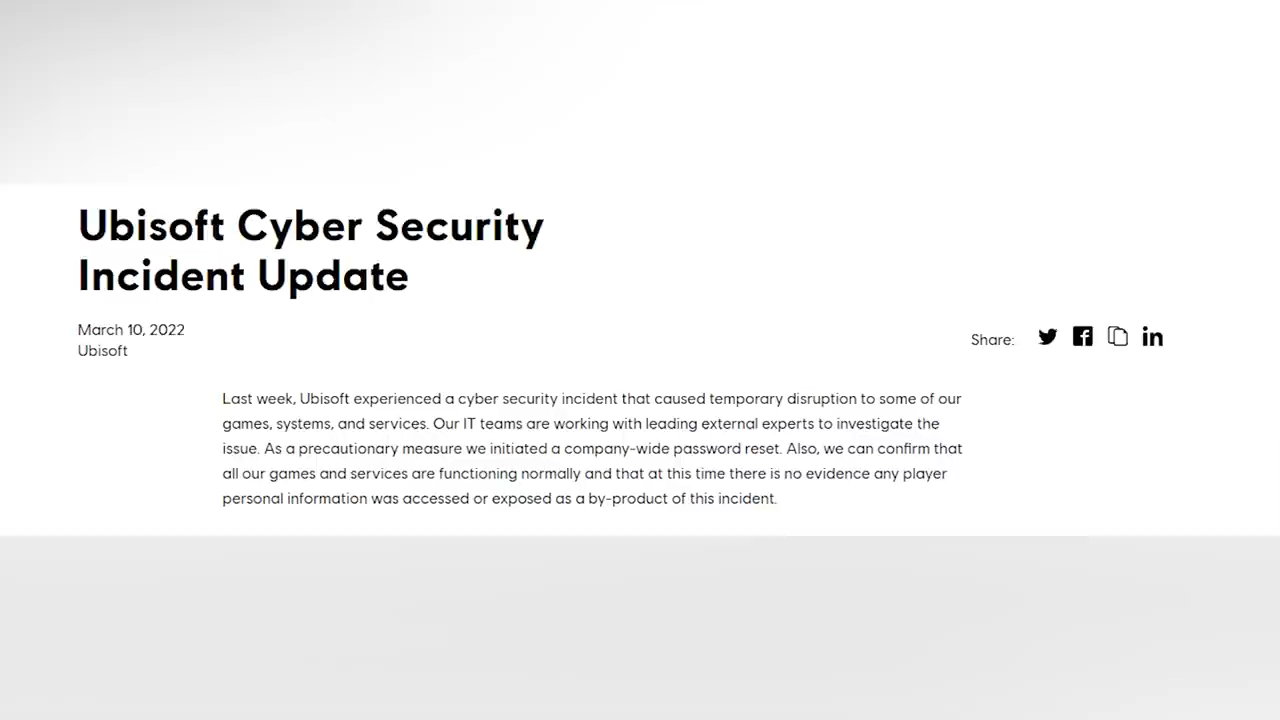 Ubisoft Cyber Security
Incident Update
March 10, 2022
Ubisoft
Share:
Last week, Ubisoft experienced a cyber security incident that caused temporary disruption to some of our
games, systems, and services. Our IT teams are working with leading external experts to investigate the
issue. As a precautionary measure we initiated a company-wide password reset. Also, we can confirm that
all our games and services are functioning normally and that at this time there is no evidence any player
personal information was accessed or exposed as a by-product of this incident.